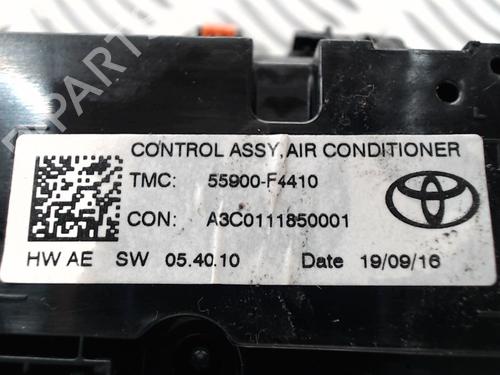 CONTROL ASSY,AIR CONDITIONER
TMC: 55900-F4410
CON: A3C0111850001
HW AE SW 05.40.10 Date 19/09/16
B-PARTS